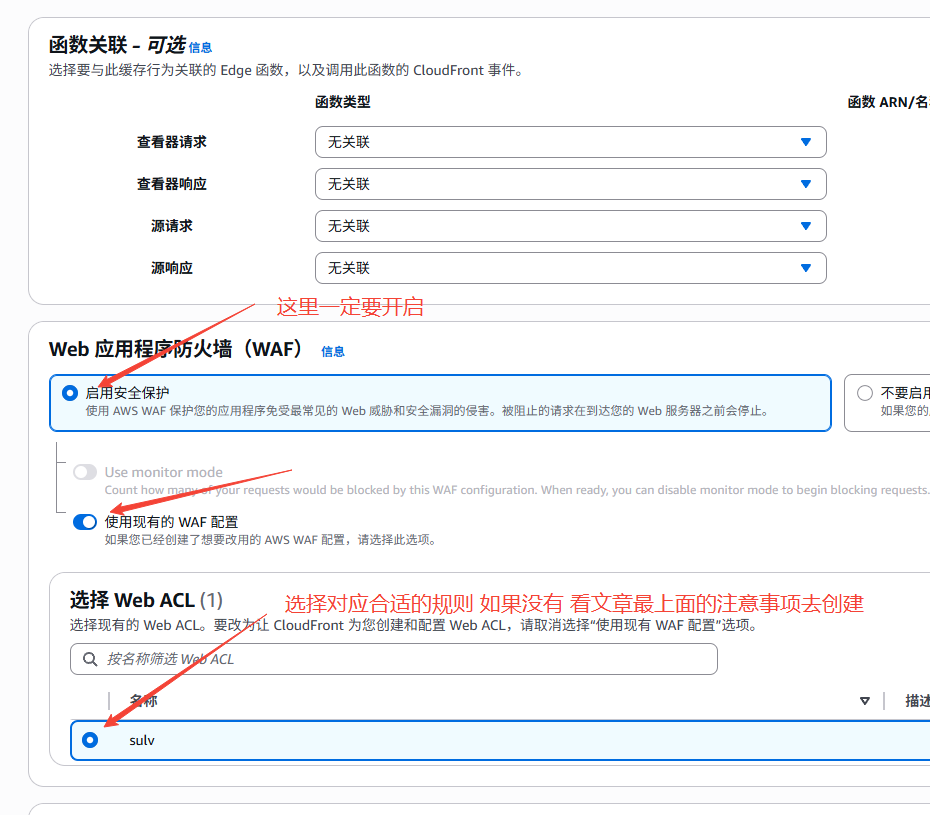 函数关联 – 可选 信息
选择要与此缓存行为关联的 Edge 函数，以及调用此函数的 CloudFront 事件。
函数类型 函数 ARN/名
查看器请求 无关联
查看器响应 无关联
源请求 无关联
源响应 无关联
这里一定要开启
Web 应用程序防火墙（WAF） 信息
启用安全保护
使用 AWS WAF 保护您的应用程序免受最常见的 Web 威胁和安全漏洞的侵害。被阻止的请求在到达您的 Web 服务器之前会停止。
不要启用
如果您的
Use monitor mode
Count how many of your requests would be blocked by this WAF configuration. When ready, you can disable monitor mode to begin blocking requests.
使用现有的 WAF 配置
如果您已经创建了想要改用的 AWS WAF 配置，请选择此选项。
选择 Web ACL (1)
选择对应合适的规则 如果没有 看文章最上面的注意事项去创建
选择现有的 Web ACL。要改为让 CloudFront 为您创建和配置 Web ACL，请取消选择“使用现有 WAF 配置”选项。
按名称筛选 Web ACL
名称 描述
sulv